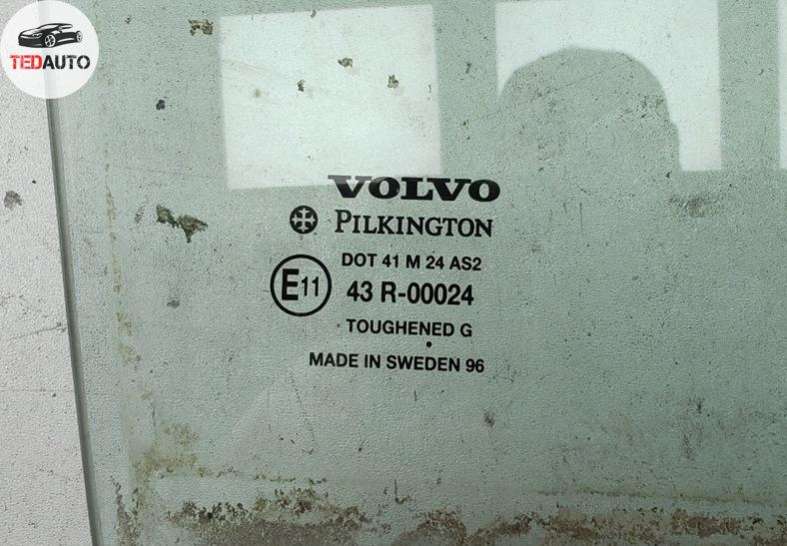 TEDAUTO
VOLVO
PILKINGTON
DOT 41 M 24 AS2
E11 43 R-00024
TOUGHENED G
MADE IN SWEDEN 96